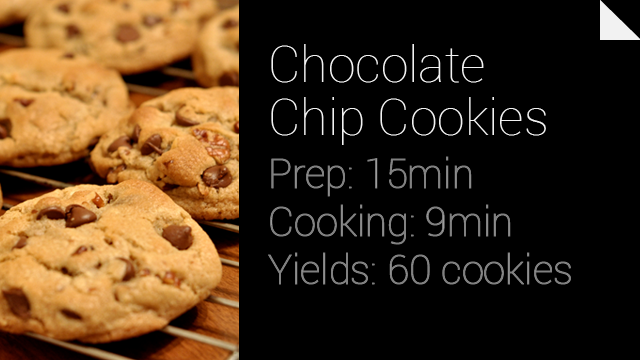 Chocolate
Chip Cookies
Prep: 15min
Cooking: 9min
Yields: 60 cookies